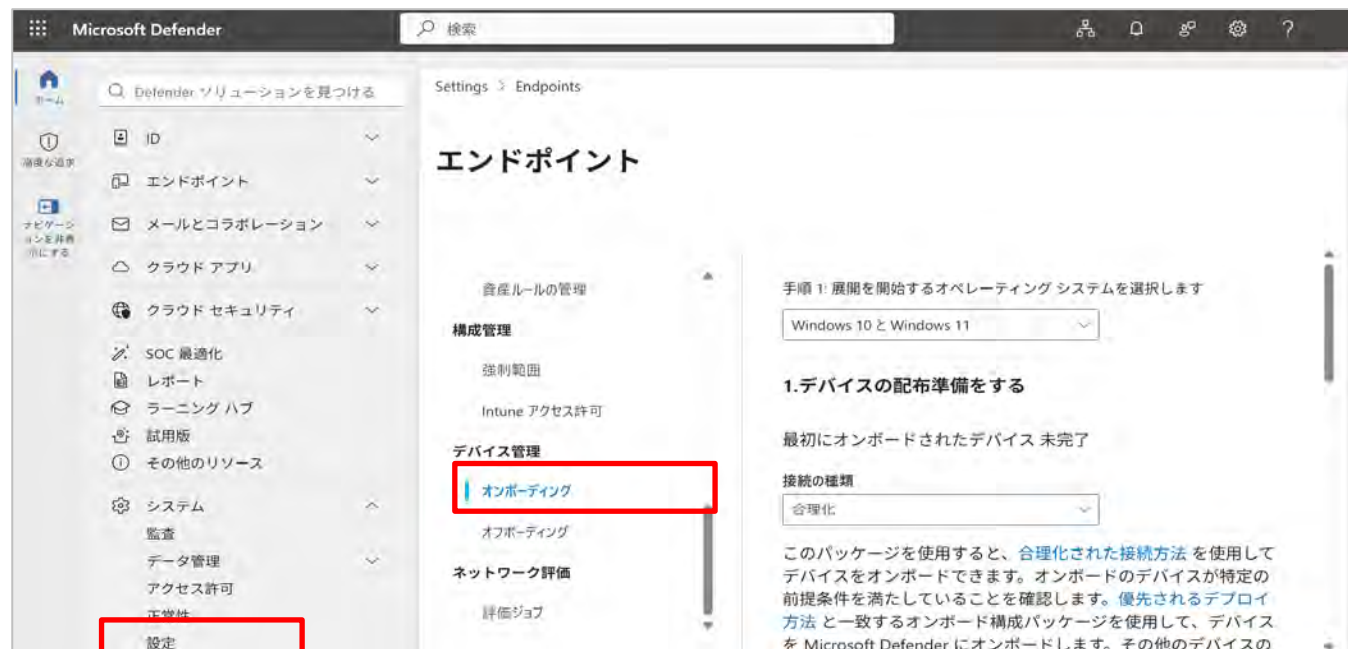 Microsoft Defender
検索
ホーム
高度な追求
ナビゲーションを非表示にする
Defender ソリューションを見つける
ID
エンドポイント
メールとコラボレーション
クラウド アプリ
クラウド セキュリティ
SOC 最適化
レポート
ラーニング ハブ
試用版
その他のリソース
システム
監査
データ管理
アクセス許可
正常性
設定
Settings > Endpoints
エンドポイント
資産ルールの管理
構成管理
強制範囲
Intune アクセス許可
デバイス管理
オンボーディング
オフボーディング
ネットワーク評価
評価ジョブ
手順 1: 展開を開始するオペレーティング システムを選択します
Windows 10 と Windows 11
1.デバイスの配布準備をする
最初にオンボードされたデバイス 未完了
接続の種類
合理化
このパッケージを使用すると、合理化された接続方法 を使用して
デバイスをオンボードできます。オンボードのデバイスが特定の
前提条件を満たしていることを確認します。優先されるデプロイ
方法 と一致するオンボード構成パッケージを使用して、デバイス
を Microsoft Defender にオンボードします。その他のデバイスの